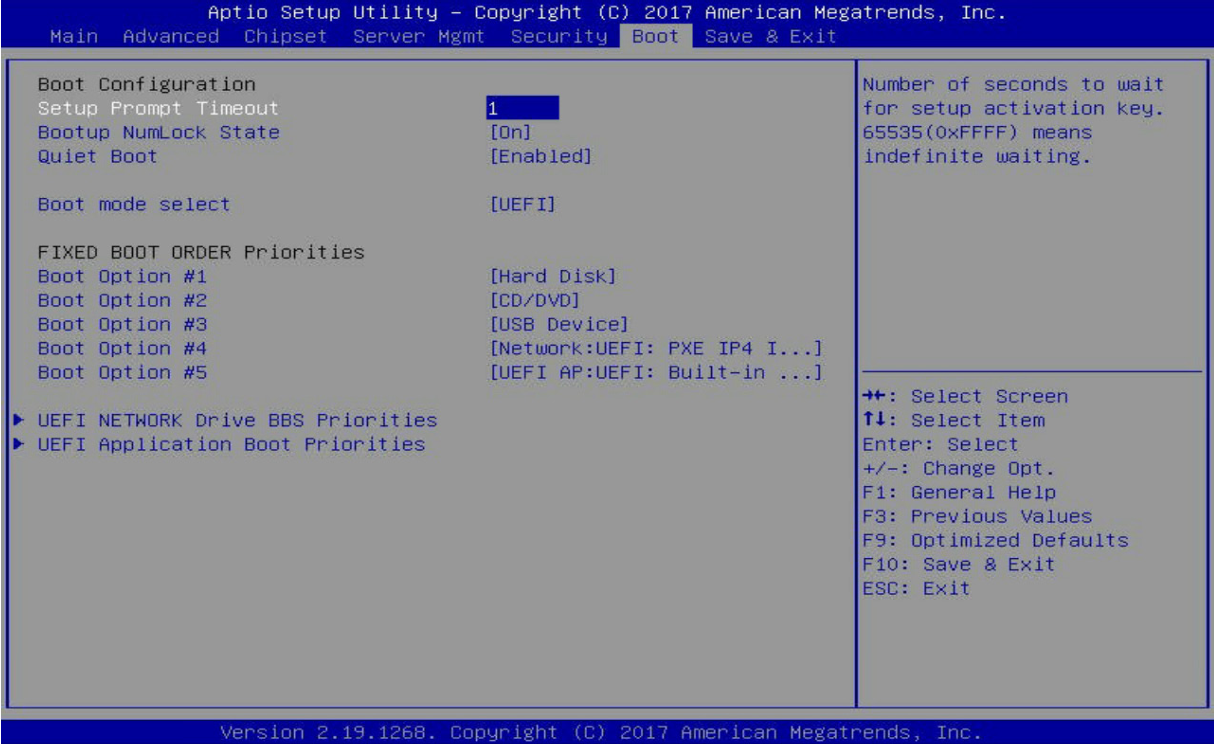 Aptio Setup Utility – Copyright (C) 2017 American Megatrends, Inc.
Main Advanced Chipset Server Mgmt Security Boot Save & Exit
Boot Configuration
Setup Prompt Timeout 1
Bootup NumLock State [On]
Quiet Boot [Enabled]
Boot mode select [UEFI]
FIXED BOOT ORDER Priorities
Boot Option #1 [Hard Disk]
Boot Option #2 [CD/DVD]
Boot Option #3 [USB Device]
Boot Option #4 [Network:UEFI: PXE IP4 I...]
Boot Option #5 [UEFI AP:UEFI: Built-in ...]
▶ UEFI NETWORK Drive BBS Priorities
▶ UEFI Application Boot Priorities
Number of seconds to wait
for setup activation key.
65535(0xFFFF) means
indefinite waiting.
→←: Select Screen
↑↓: Select Item
Enter: Select
+/-: Change Opt.
F1: General Help
F3: Previous Values
F9: Optimized Defaults
F10: Save & Exit
ESC: Exit
Version 2.19.1268. Copyright (C) 2017 American Megatrends, Inc.